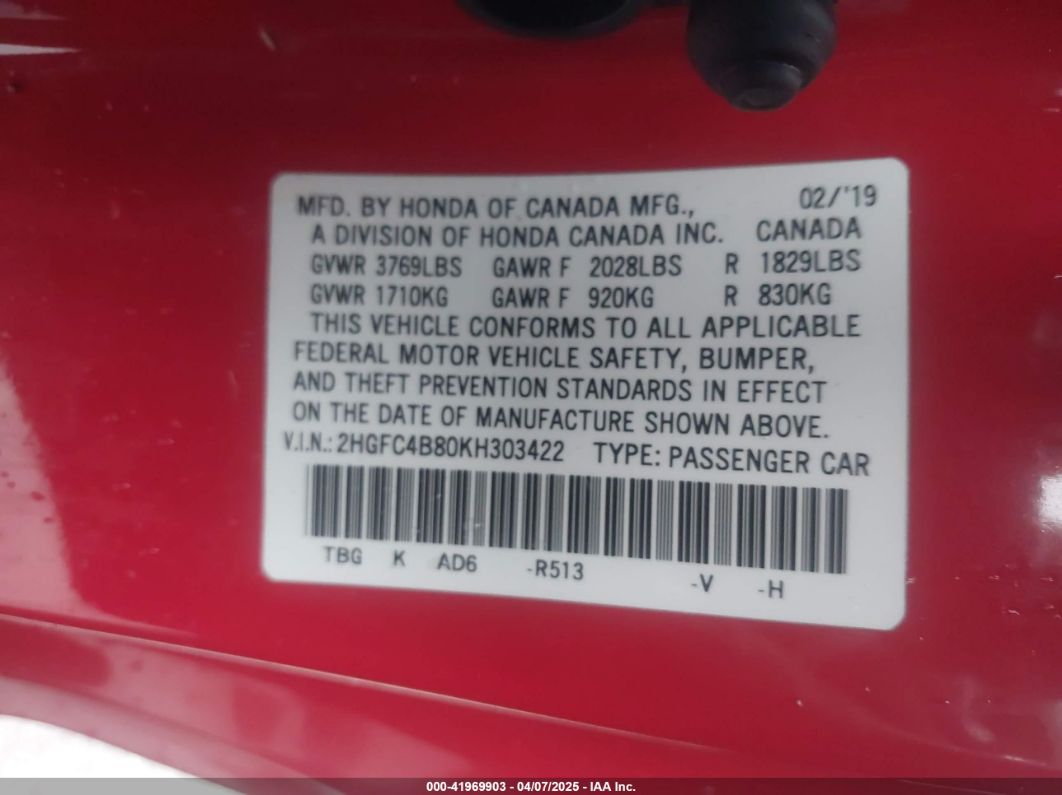 MFD. BY HONDA OF CANADA MFG., 02/'19
A DIVISION OF HONDA CANADA INC. CANADA
GVWR 3769LBS GAWR F 2028LBS R 1829LBS
GVWR 1710KG GAWR F 920KG R 830KG
THIS VEHICLE CONFORMS TO ALL APPLICABLE
FEDERAL MOTOR VEHICLE SAFETY, BUMPER,
AND THEFT PREVENTION STANDARDS IN EFFECT
ON THE DATE OF MANUFACTURE SHOWN ABOVE.
V.I.N.: 2HGFC4B80KH303422 TYPE: PASSENGER CAR
TBG K AD6 -R513 -V -H
000-41969903 - 04/07/2025 - IAA Inc.